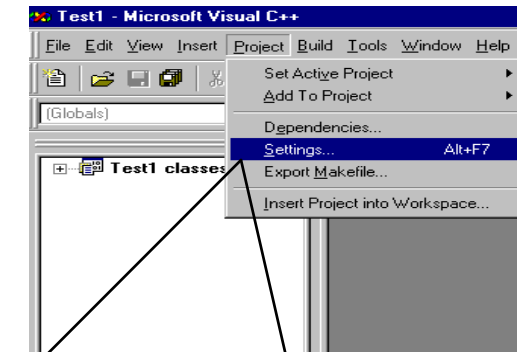 Test1 - Microsoft Visual C++
File Edit View Insert Project Build Tools Window Help
Set Active Project
Add To Project
(Globals)
Dependencies...
Settings... Alt+F7
Test1 classes
Export Makefile...
Insert Project into Workspace...